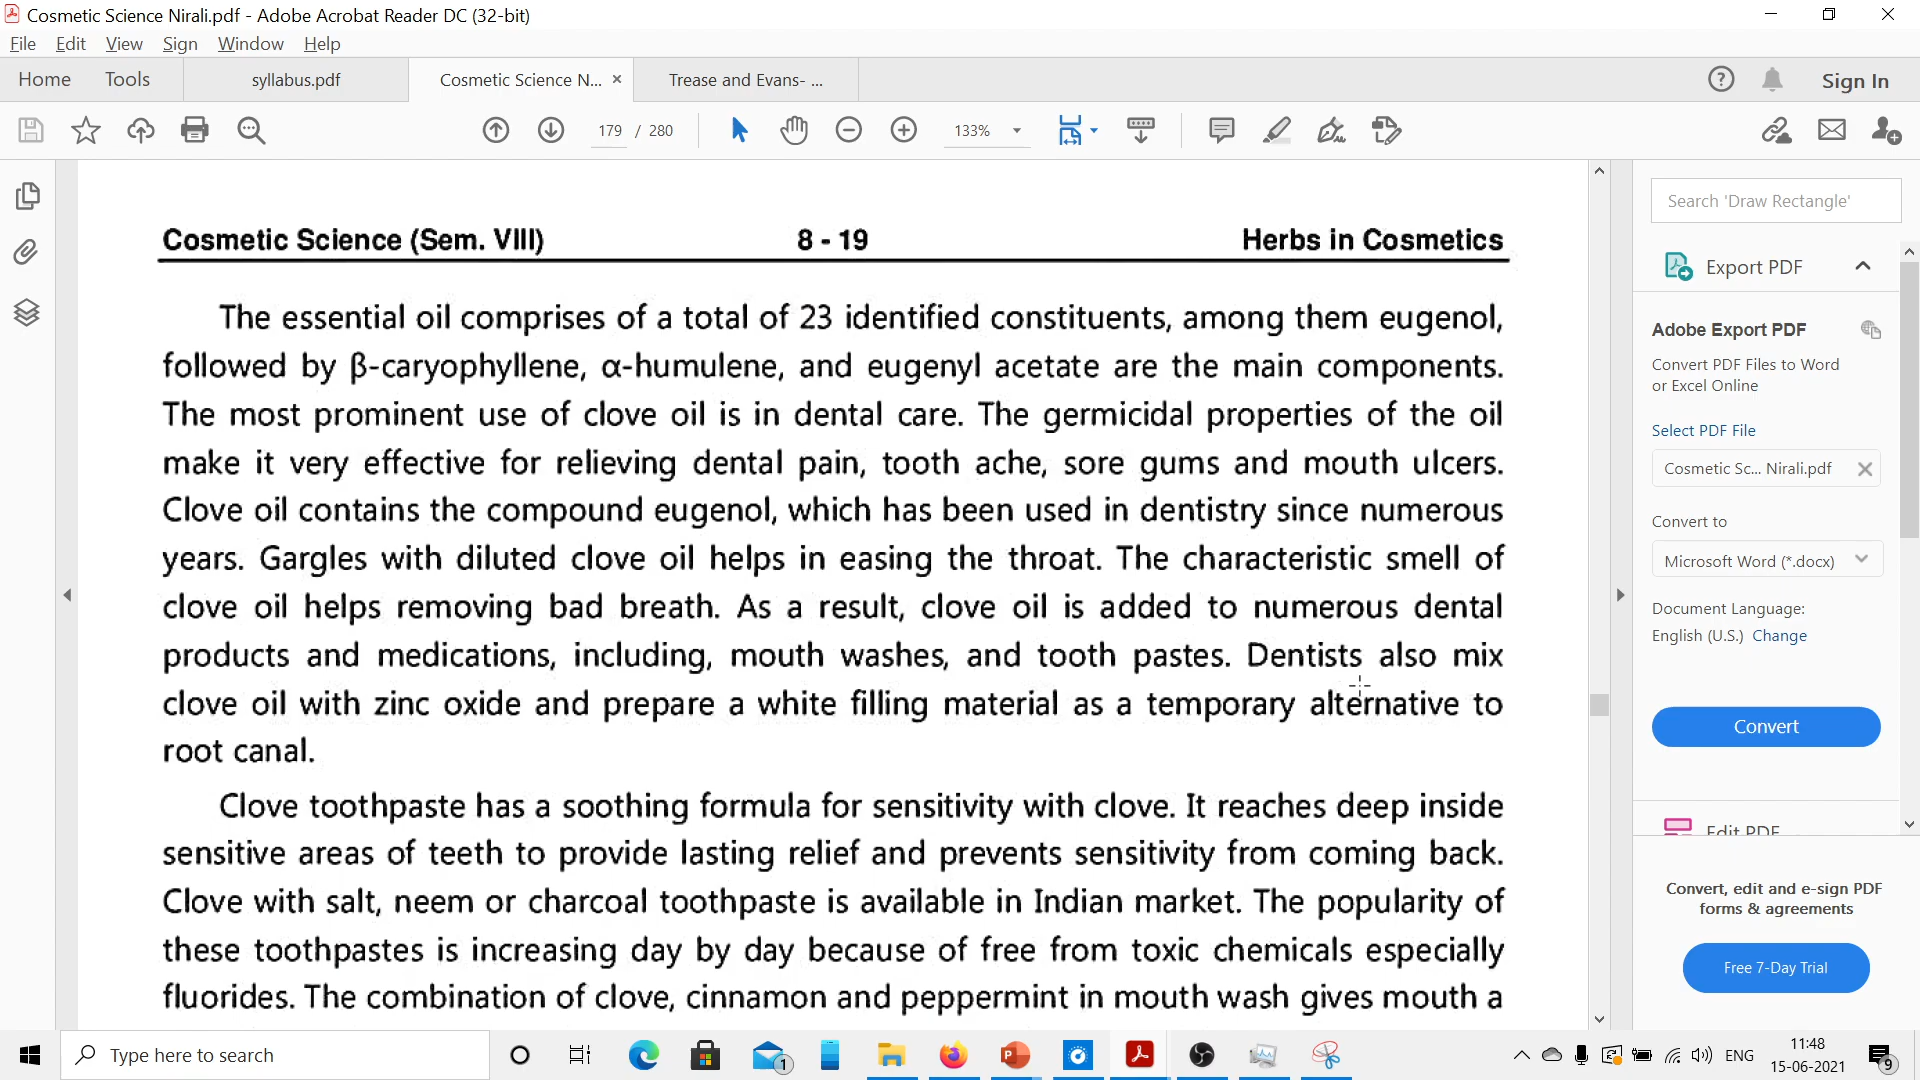 Cosmetic Science Nirali.pdf - Adobe Acrobat Reader DC (32-bit)
File Edit View Sign Window Help
Home Tools syllabus.pdf Cosmetic Science N... × Trease and Evans- ... Sign In
179 / 280 133%
Cosmetic Science (Sem. VIII) 8 - 19 Herbs in Cosmetics
The essential oil comprises of a total of 23 identified constituents, among them eugenol,
followed by β-caryophyllene, α-humulene, and eugenyl acetate are the main components.
The most prominent use of clove oil is in dental care. The germicidal properties of the oil
make it very effective for relieving dental pain, tooth ache, sore gums and mouth ulcers.
Clove oil contains the compound eugenol, which has been used in dentistry since numerous
years. Gargles with diluted clove oil helps in easing the throat. The characteristic smell of
clove oil helps removing bad breath. As a result, clove oil is added to numerous dental
products and medications, including, mouth washes, and tooth pastes. Dentists also mix
clove oil with zinc oxide and prepare a white filling material as a temporary alternative to
root canal.
Clove toothpaste has a soothing formula for sensitivity with clove. It reaches deep inside
sensitive areas of teeth to provide lasting relief and prevents sensitivity from coming back.
Clove with salt, neem or charcoal toothpaste is available in Indian market. The popularity of
these toothpastes is increasing day by day because of free from toxic chemicals especially
fluorides. The combination of clove, cinnamon and peppermint in mouth wash gives mouth a
Search 'Draw Rectangle'
Export PDF
Adobe Export PDF
Convert PDF Files to Word
or Excel Online
Select PDF File
Cosmetic Sc... Nirali.pdf
Convert to
Microsoft Word (*.docx)
Document Language:
English (U.S.) Change
Convert
Edit PDF
Convert, edit and e-sign PDF
forms & agreements
Free 7-Day Trial
Type here to search
1
ENG
11:48
15-06-2021
9